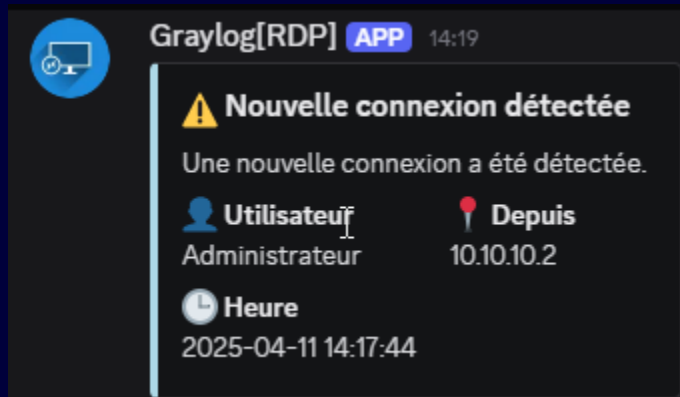 Graylog[RDP] APP 14:19
Nouvelle connexion détectée
Une nouvelle connexion a été détectée.
Utilisateur Depuis
Administrateur 10.10.10.2
Heure
2025-04-11 14:17:44